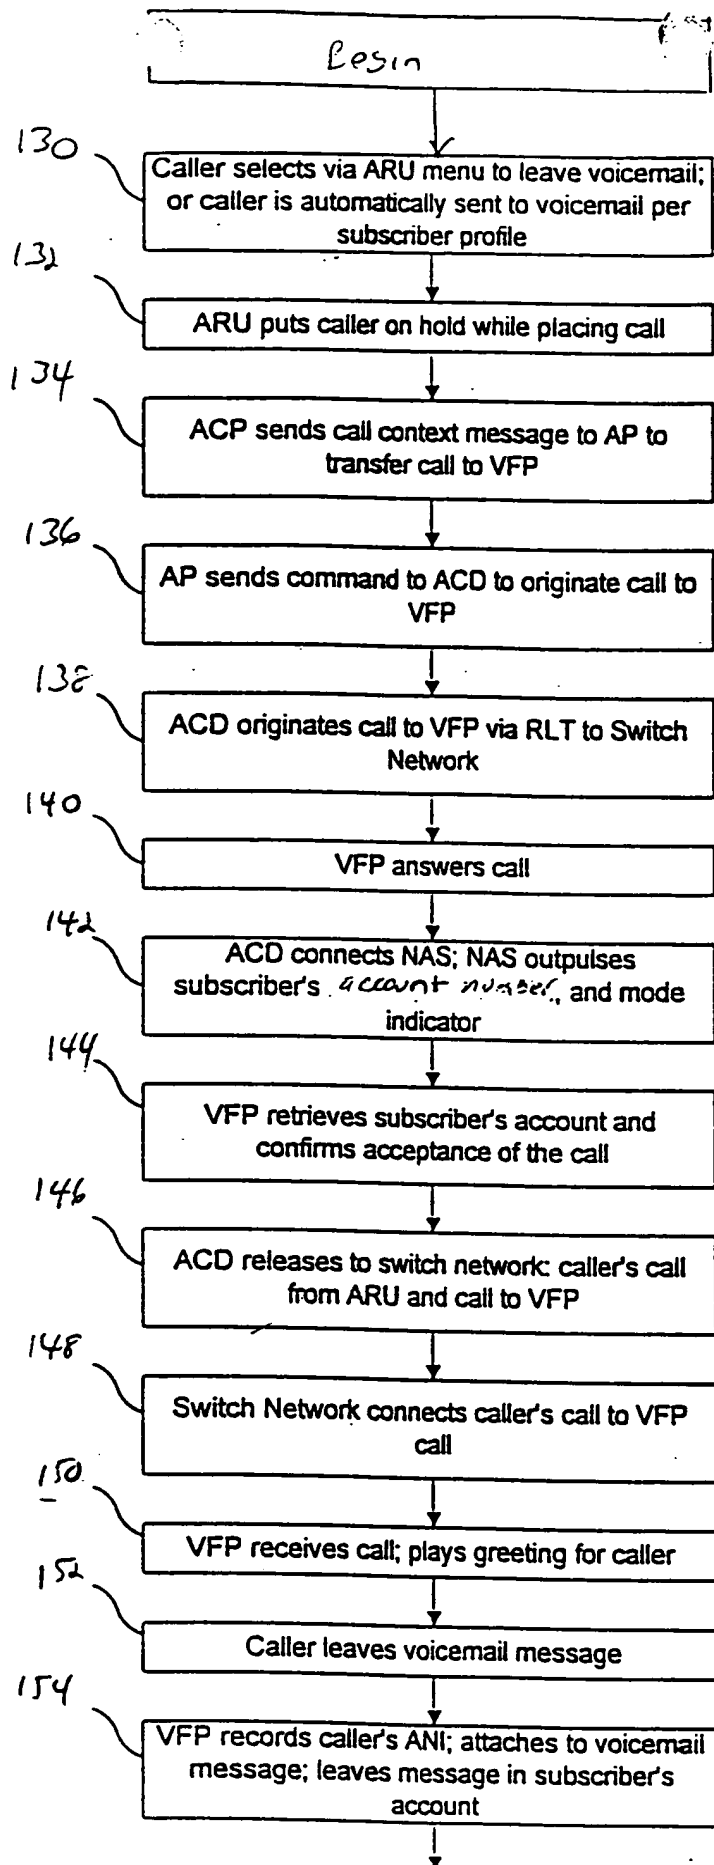 Begin
130
Caller selects via ARU menu to leave voicemail;
or caller is automatically sent to voicemail per
subscriber profile
132
ARU puts caller on hold while placing call
134
ACP sends call context message to AP to
transfer call to VFP
136
AP sends command to ACD to originate call to
VFP
138
ACD originates call to VFP via RLT to Switch
Network
140
VFP answers call
142
ACD connects NAS; NAS outpulses
subscriber's account number, and mode
indicator
144
VFP retrieves subscriber's account and
confirms acceptance of the call
146
ACD releases to switch network: caller's call
from ARU and call to VFP
148
Switch Network connects caller's call to VFP
call
150
VFP receives call; plays greeting for caller
152
Caller leaves voicemail message
154
VFP records caller's ANI; attaches to voicemail
message; leaves message in subscriber's
account